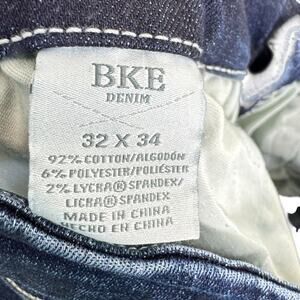 BKE
DENIM
32 X 34
92% COTTON/ALGODÓN
6% POLYESTER/POLIÉSTER
2% LYCRA® SPANDEX/
LICRA® SPANDEX
MADE IN CHINA
HECHO EN CHINA